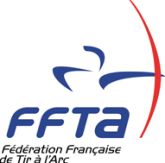 FFTa
Fédération Française
de Tir à l'Arc